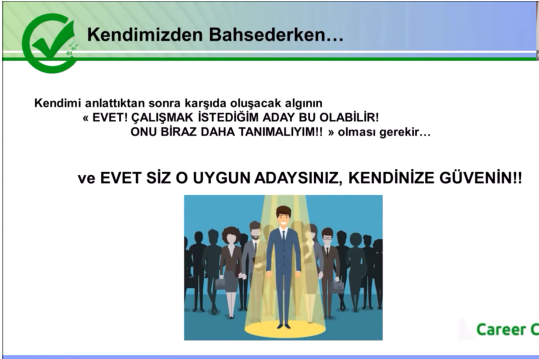 Kendimizden Bahsederken…
Kendimi anlattıktan sonra karşıda oluşacak algının
« EVET! ÇALIŞMAK İSTEDİĞİM ADAY BU OLABİLİR!
ONU BİRAZ DAHA TANIMALIYIM!! » olması gerekir…
ve EVET SİZ O UYGUN ADAYSINIZ, KENDİNİZE GÜVENİN!!
Career C